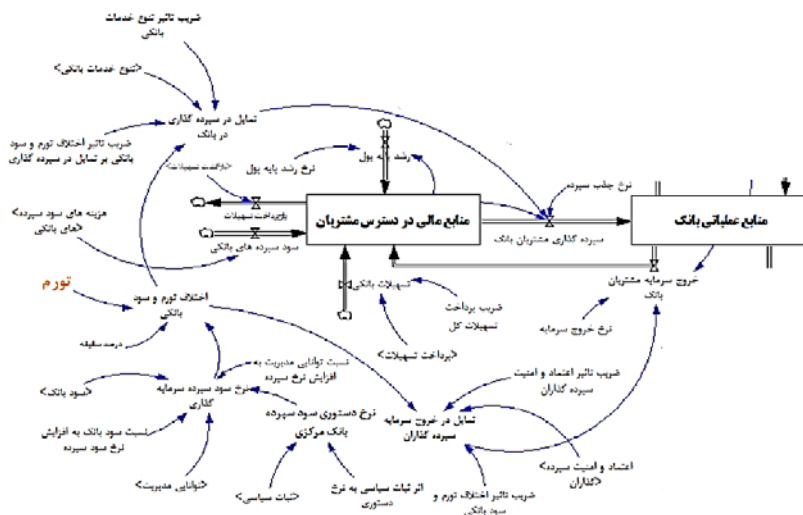 ضریب تاثیر تنوع خدمات
بانکی
<تنوع خدمات بانکی>
تمایل در سپرده گذاری
در بانک
ضریب تاثیر اختلاف تورم و سود
بانکی بر تمایل در سپرده گذاری
نرخ رشد پایه پول
رشد پایه پول
<بازگشت تسهیلات>
بازپرداخت تسهیلات
منابع مالی در دسترس مشتریان
نرخ جذب سپرده
سپرده گذاری مشتریان بانک
منابع عملیاتی بانک
هزینه های سود سپرده>
<های بانکی
سود سپرده های بانکی
تورم
اختلاف تورم و سود
بانکی
تسهیلات بانکی
ضریب پرداخت
تسهیلات کل
<پرداخت تسهیلات>
خروج سرمایه مشتریان
بانک
نرخ خروج سرمایه
درصد سلیقه
نسبت توانایی مدیریت به
افزایش نرخ سپرده
<سود بانک>
نرخ سود سپرده سرمایه
گذاری
نسبت سود بانک به افزایش
نرخ سود سپرده
<توانایی مدیریت>
نرخ دستوری سود سپرده
بانک مرکزی
<ثبات سیاسی>
اثر ثبات سیاسی به نرخ
دستوری
ضریب تاثیر اعتماد و امنیت
سپرده گذاران
تمایل در خروج سرمایه
سپرده گذاران
اعتماد و امنیت سپرده>
<گذاران
ضریب تاثیر اختلاف تورم و
سود بانکی